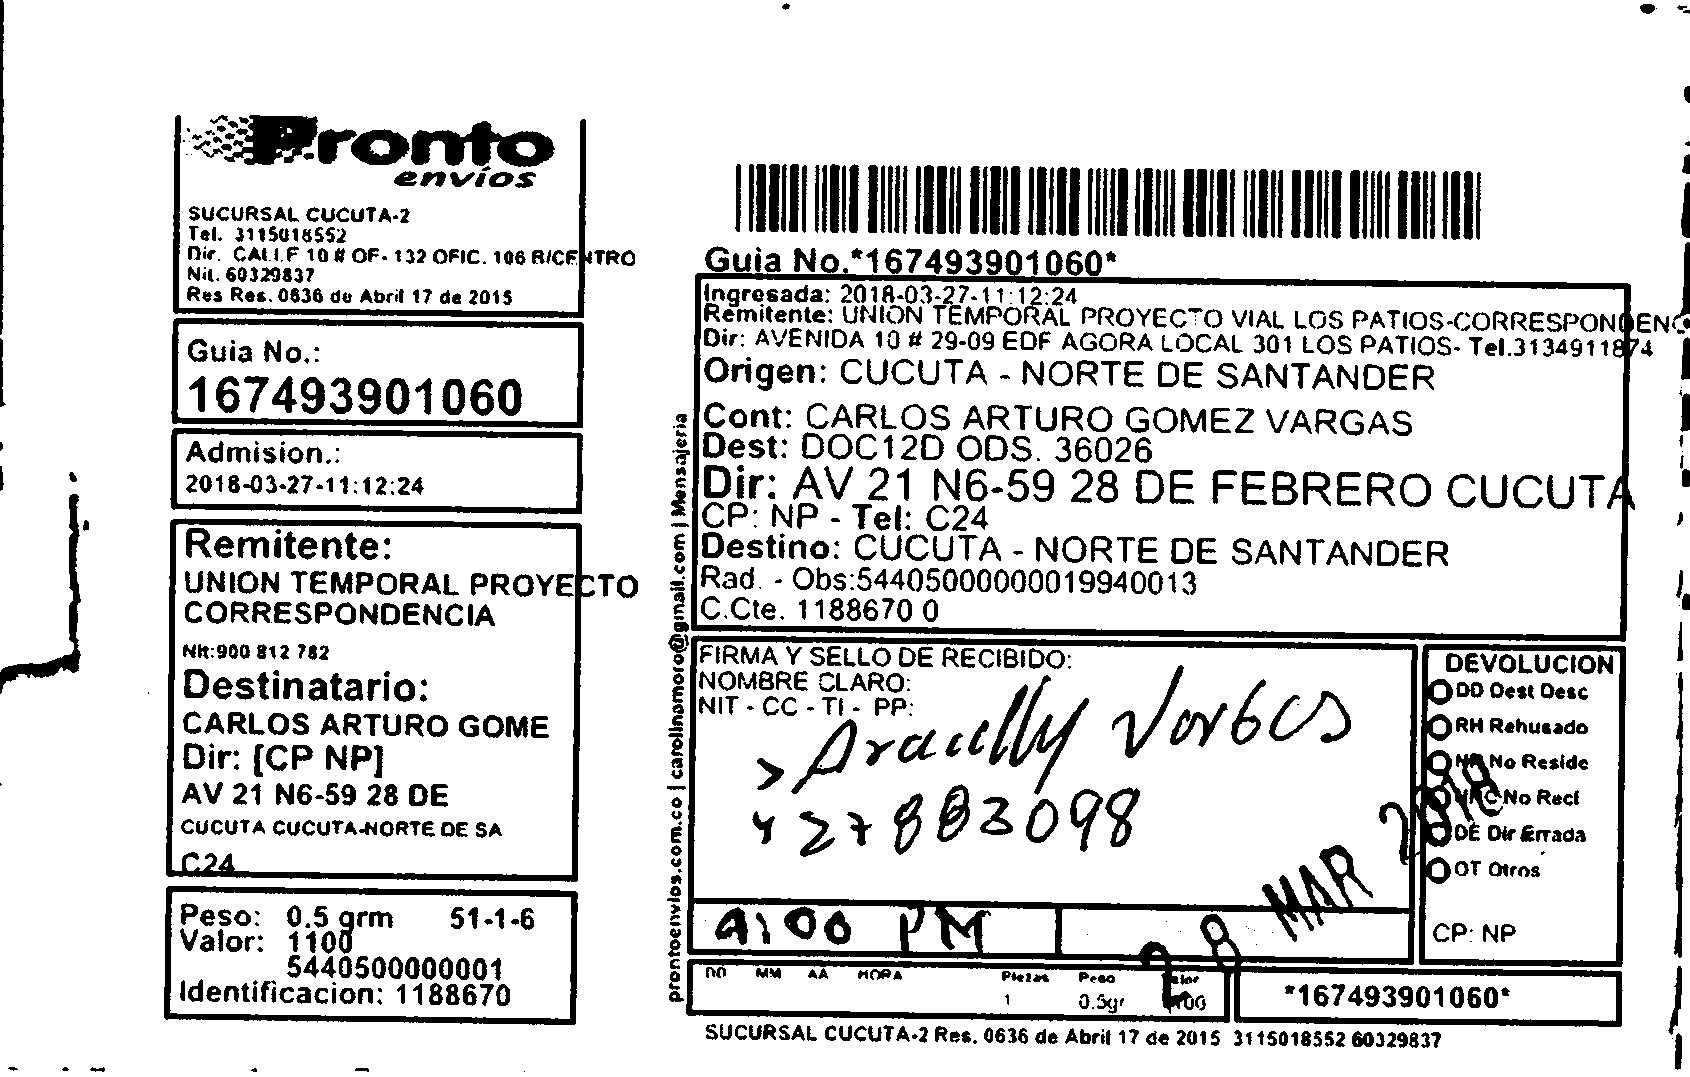 Pronto
envíos
SUCURSAL CUCUTA-2
Tel. 3115018552
Dir. CALLE 10 # OF- 132 OFIC. 106 R/CENTRO
Nit. 60329837
Res Res. 0636 de Abril 17 de 2015
Guia No.:
167493901060
Admision.:
2018-03-27-11:12:24
Remitente:
UNION TEMPORAL PROYECTO
CORRESPONDENCIA
Nit:900 812 782
Destinatario:
CARLOS ARTURO GOME
Dir: [CP NP]
AV 21 N6-59 28 DE
CUCUTA CUCUTA-NORTE DE SA
C24
Peso: 0.5 grm 51-1-6
Valor: 1100
5440500000001
Identificacion: 1188670
prontoenvios.com.co | carolinamoro@gmail.com | Mensajeria
Guia No.*167493901060*
Ingresada: 2018-03-27-11:12:24
Remitente: UNION TEMPORAL PROYECTO VIAL LOS PATIOS-CORRESPONDENC
Dir: AVENIDA 10 # 29-09 EDF AGORA LOCAL 301 LOS PATIOS- Tel.3134911874
Origen: CUCUTA - NORTE DE SANTANDER
Cont: CARLOS ARTURO GOMEZ VARGAS
Dest: DOC12D ODS. 36026
Dir: AV 21 N6-59 28 DE FEBRERO CUCUTA
CP: NP - Tel: C24
Destino: CUCUTA - NORTE DE SANTANDER
Rad. - Obs:54405000000019940013
C.Cte. 1188670 0
FIRMA Y SELLO DE RECIBIDO:
NOMBRE CLARO:
NIT - CC - TI - PP:
Aracelly Vargas
27883098
28 MAR 2018
DEVOLUCION
DD Dest Desc
RH Rehusado
NR No Reside
NRC No Reci
DE Dir Errada
OT Otros
CP: NP
4:00 PM
DD MM AA HORA Piezas Peso Valor
1 0.5gr 1100
*167493901060*
SUCURSAL CUCUTA-2 Res. 0636 de Abril 17 de 2015 3115018552 60329837